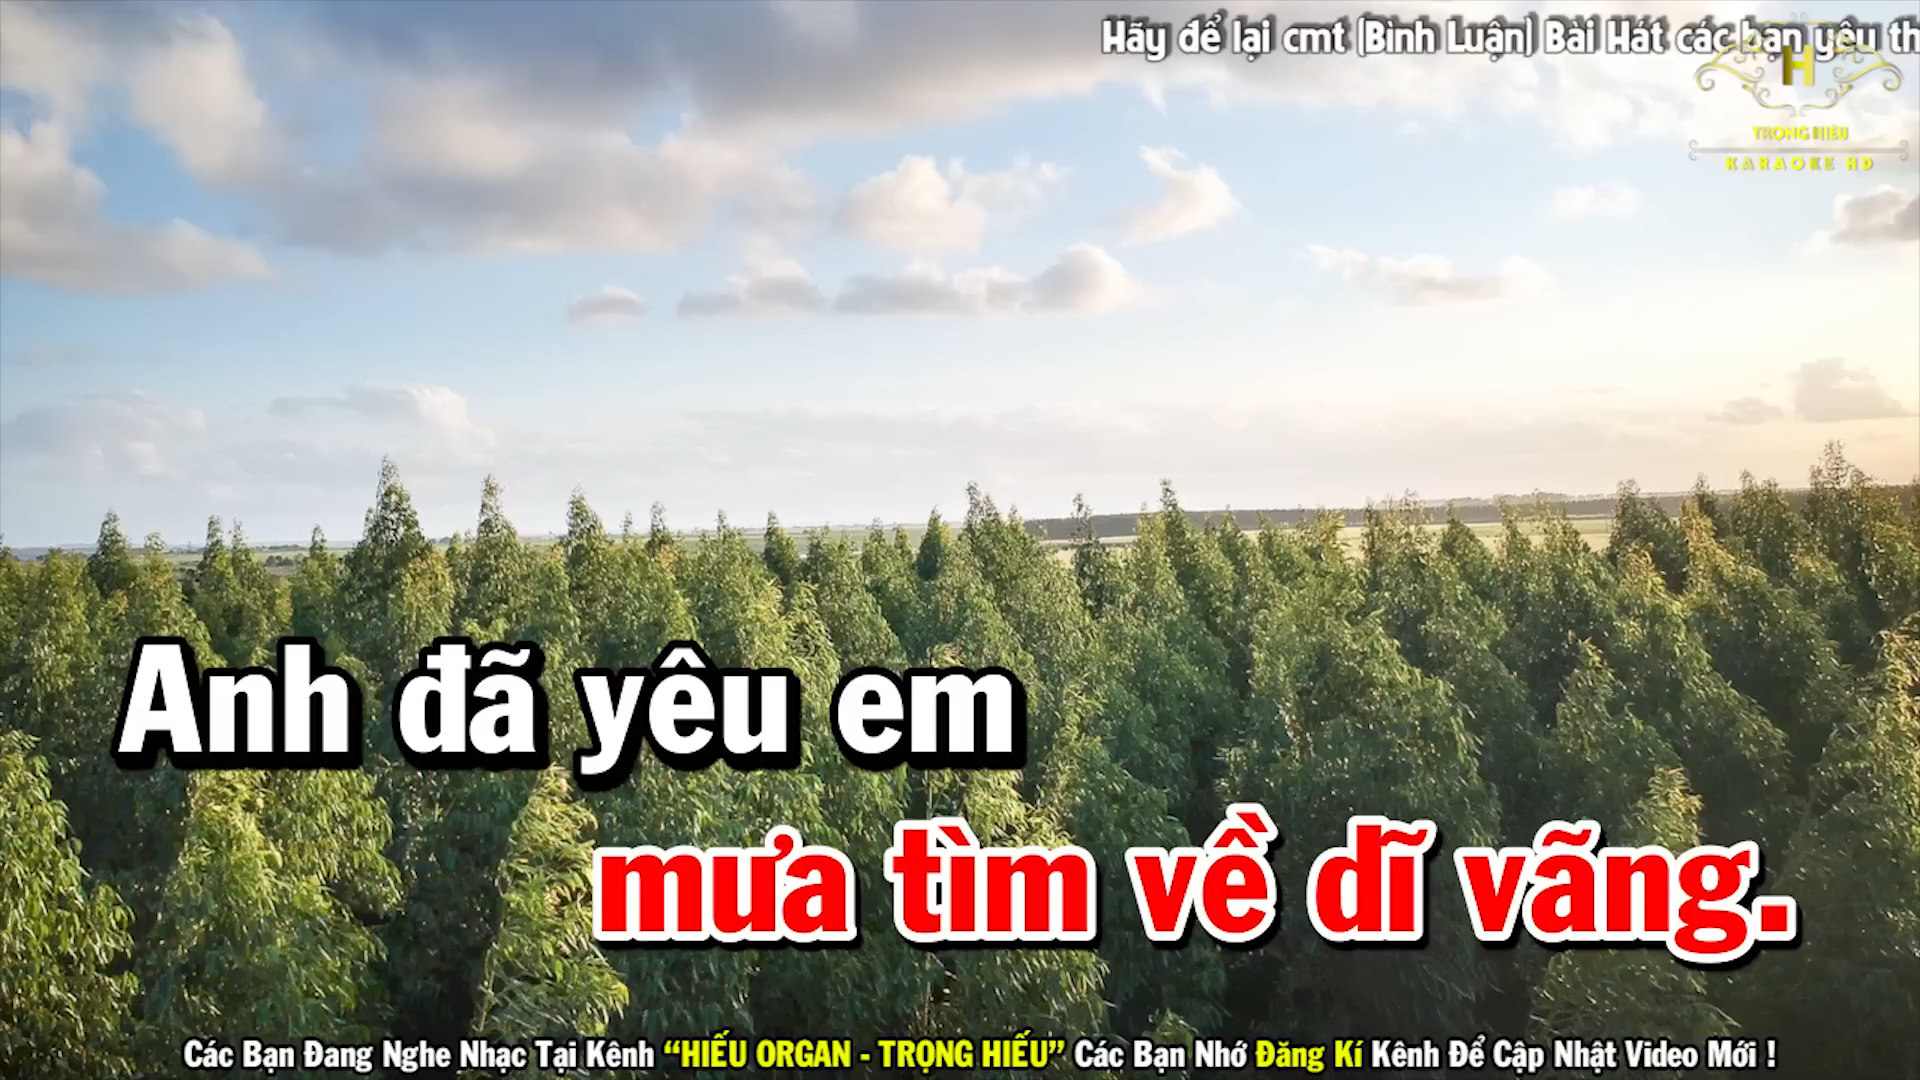 Hãy để lại cmt (Bình Luận) Bài Hát các bạn yêu th
H
TRỌNG HIẾU
KARAOKE HD
Anh đã yêu em
mưa tìm về dĩ vãng.
Các Bạn Đang Nghe Nhạc Tại Kênh “HIẾU ORGAN - TRỌNG HIẾU” Các Bạn Nhớ Đăng Kí Kênh Để Cập Nhật Video Mới !